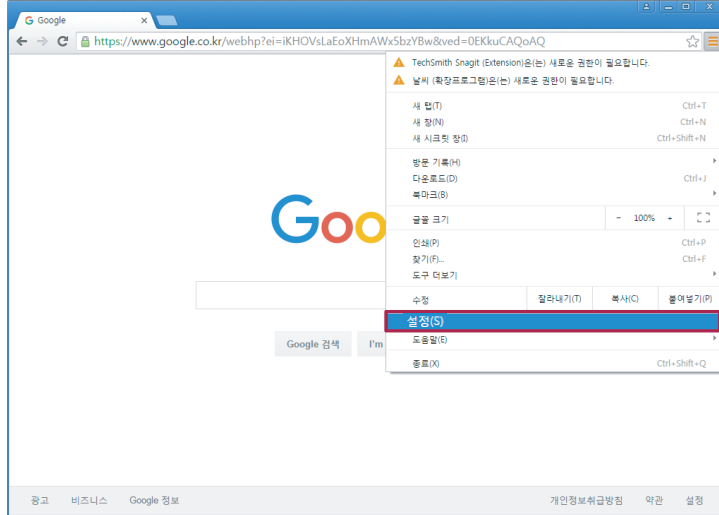 Google
https://www.google.co.kr/webhp?ei=iKHOVsLaEoXHmAWx5bzYBw&ved=0EKkuCAQoAQ
TechSmith Snagit (Extension)은(는) 새로운 권한이 필요합니다.
날씨 (확장프로그램)은(는) 새로운 권한이 필요합니다.
새 탭(T) Ctrl+T
새 창(N) Ctrl+N
새 시크릿 창(I) Ctrl+Shift+N
방문 기록(H)
다운로드(D) Ctrl+J
북마크(B)
글꼴 크기 - 100% +
인쇄(P) Ctrl+P
찾기(F)... Ctrl+F
도구 더보기
수정 잘라내기(T) 복사(C) 붙여넣기(P)
설정(S)
도움말(E)
종료(X) Ctrl+Shift+Q
Goo
Google 검색 I'm
광고 비즈니스 Google 정보 개인정보취급방침 약관 설정